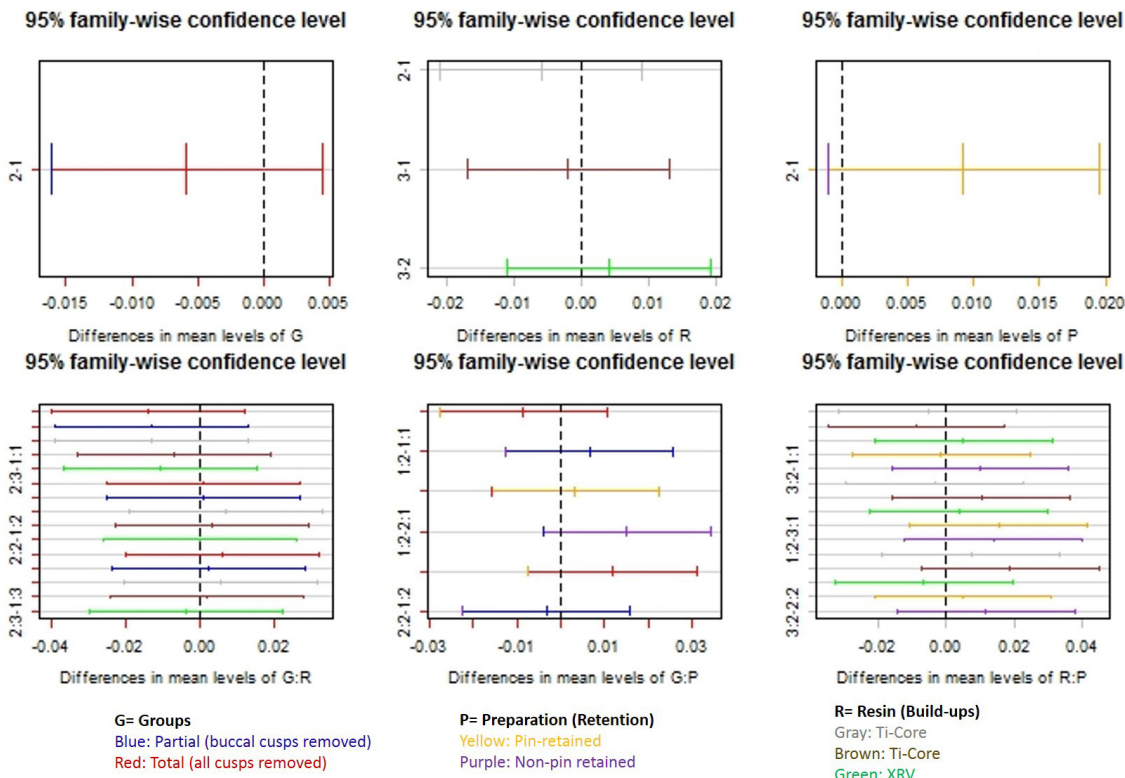 95% family-wise confidence level
95% family-wise confidence level
95% family-wise confidence level
2-1
-0.015 -0.010 -0.005 0.000 0.005
Differences in mean levels of G
2-1
3-1
3-2
-0.02 -0.01 0.00 0.01 0.02
Differences in mean levels of R
2-1
0.000 0.005 0.010 0.015 0.020
Differences in mean levels of P
95% family-wise confidence level
95% family-wise confidence level
95% family-wise confidence level
2:3-1:1
2:2-1:2
2:3-1:3
-0.04 -0.02 0.00 0.02
Differences in mean levels of G:R
1:2-1:1
1:2-2:1
2:2-1:2
-0.03 -0.01 0.01 0.03
Differences in mean levels of G:P
3:2-1:1
1:2-3:1
3:2-2:2
-0.02 0.00 0.02 0.04
Differences in mean levels of R:P
G= Groups
Blue: Partial (buccal cusps removed)
Red: Total (all cusps removed)
P= Preparation (Retention)
Yellow: Pin-retained
Purple: Non-pin retained
R= Resin (Build-ups)
Gray: Ti-Core
Brown: Ti-Core
Green: XRV